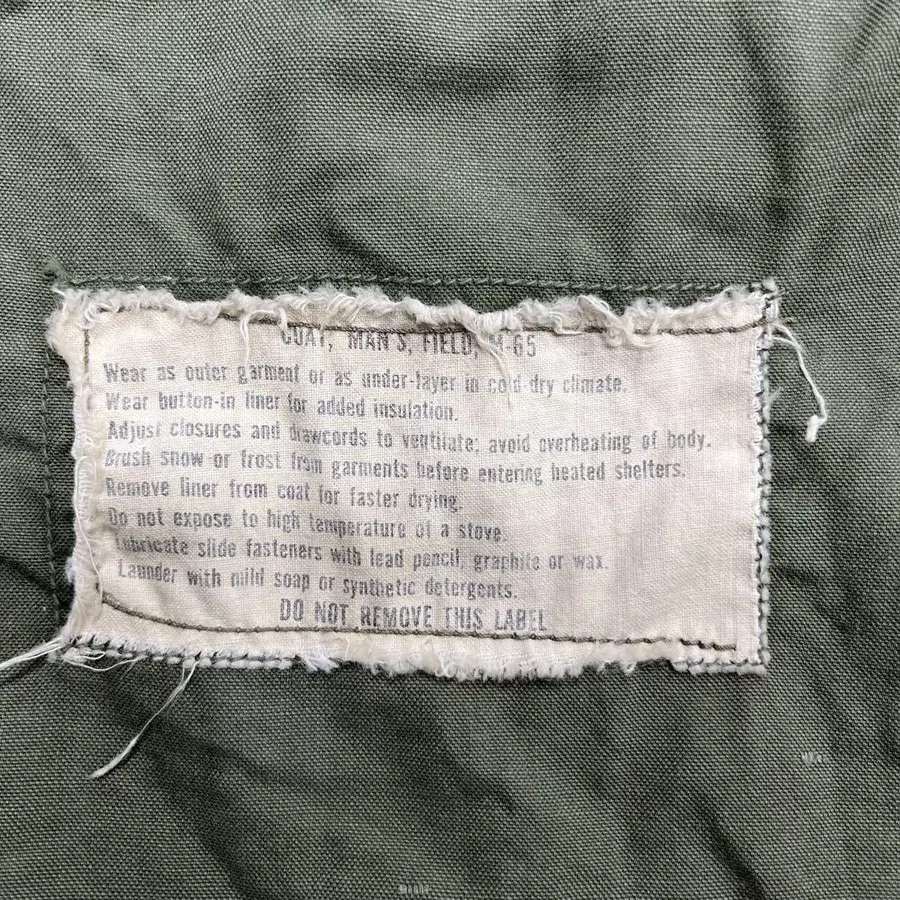 COAT, MAN'S, FIELD, M-65
Wear as outer garment or as under-layer in cold dry climate.
Wear button-in liner for added insulation.
Adjust closures and drawcords to ventilate; avoid overheating of body.
Brush snow or frost from garments before entering heated shelters.
Remove liner from coat for faster drying.
Do not expose to high temperature of a stove.
Lubricate slide fasteners with lead pencil, graphite or wax.
Launder with mild soap or synthetic detergents.
DO NOT REMOVE THIS LABEL